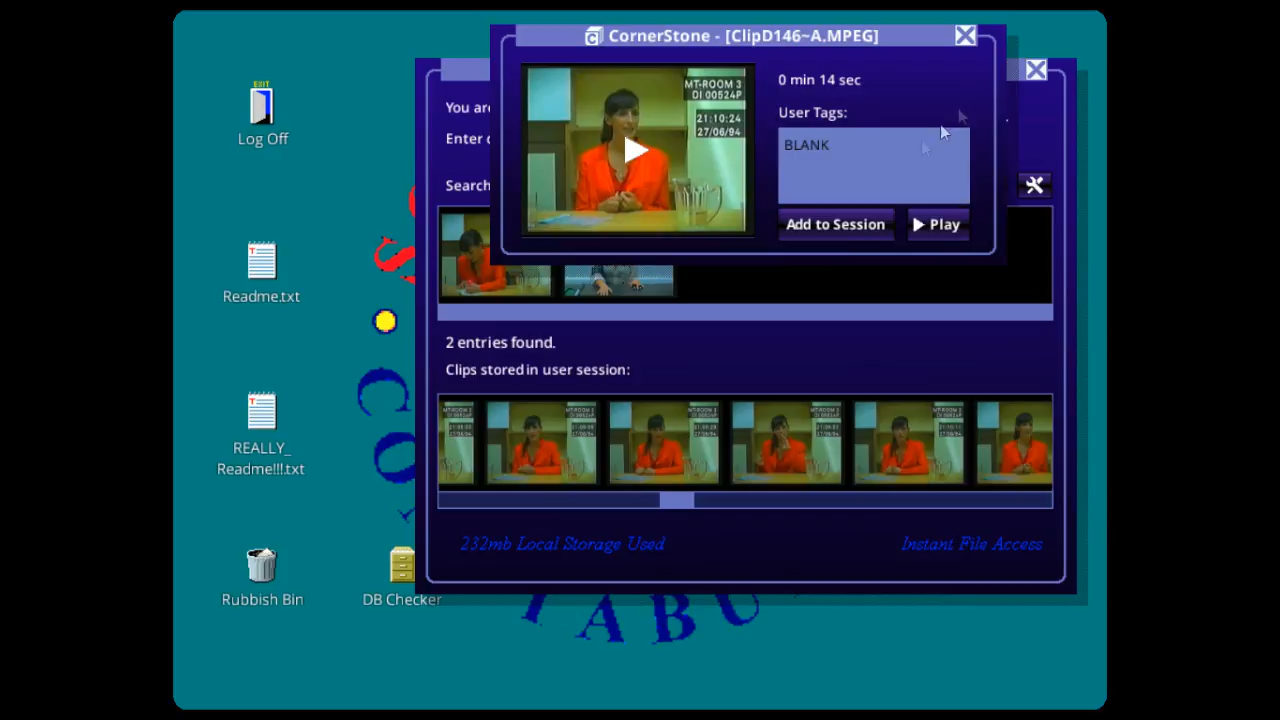 CornerStone - [ClipD146~A.MPEG]
MT-ROOM 3
DI 00524P
21:10:24
27/06/94
0 min 14 sec
User Tags:
BLANK
Add to Session
Play
You are
Enter
Search
2 entries found.
Clips stored in user session:
232mb Local Storage Used
Instant File Access
EXIT
Log Off
Readme.txt
REALLY_
Readme!!!.txt
Rubbish Bin
DB Checker
S
C O
T A B U